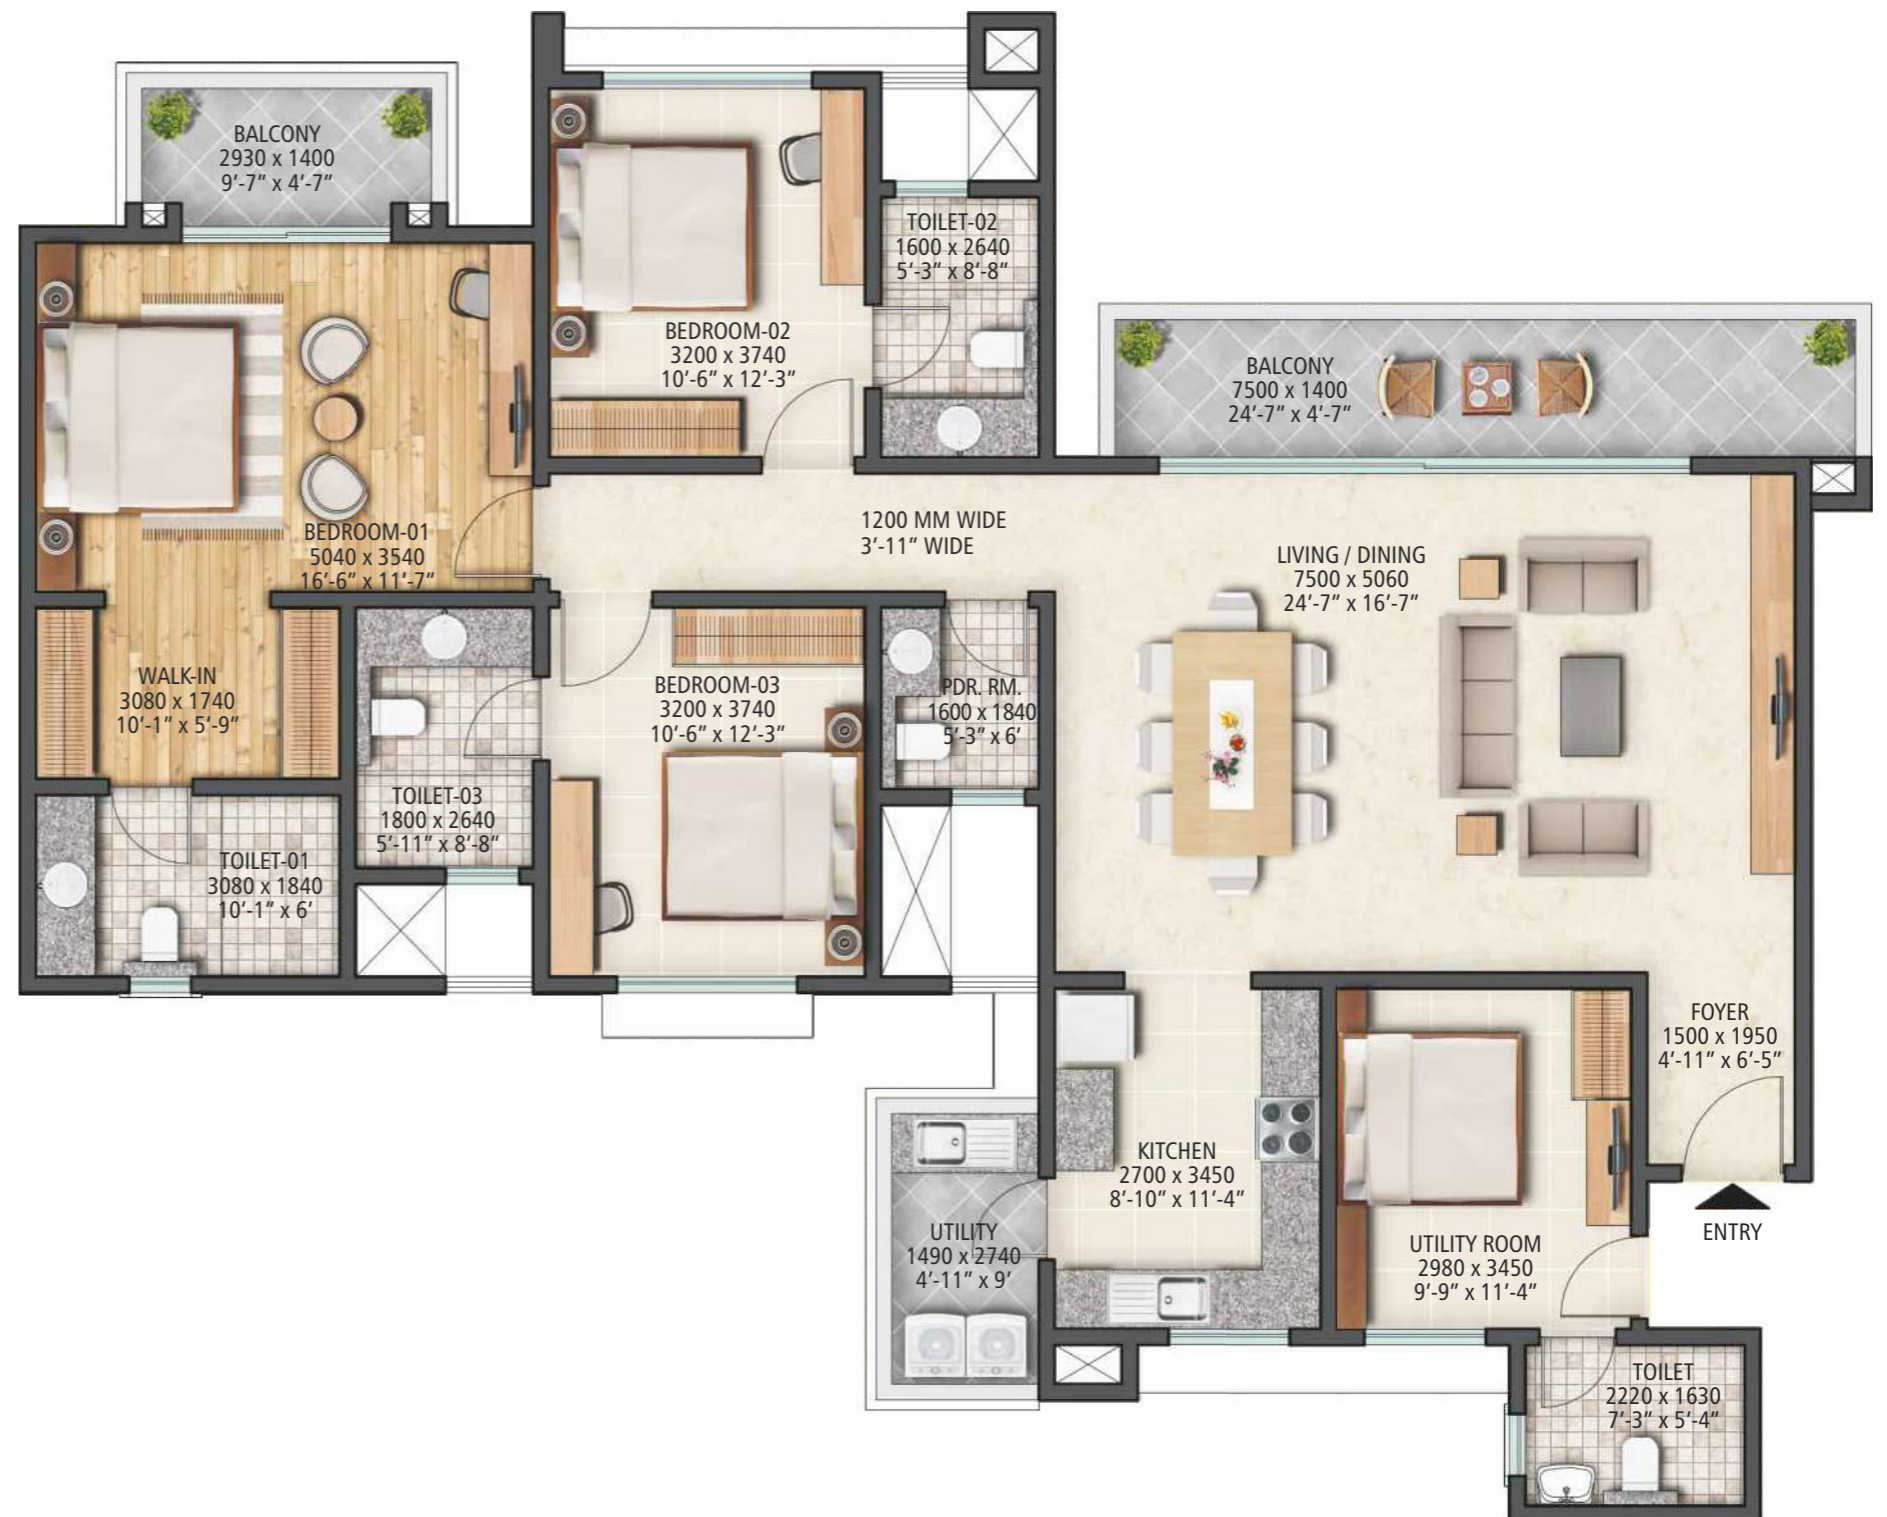 BALCONY
2930 x 1400
9'-7" x 4'-7"
TOILET-02
1600 x 2640
5'-3" x 8'-8"
BEDROOM-02
3200 x 3740
10'-6" x 12'-3"
BALCONY
7500 x 1400
24'-7" x 4'-7"
BEDROOM-01
5040 x 3540
16'-6" x 11'-7"
1200 MM WIDE
3'-11" WIDE
LIVING / DINING
7500 x 5060
24'-7" x 16'-7"
WALK-IN
3080 x 1740
10'-1" x 5'-9"
BEDROOM-03
3200 x 3740
10'-6" x 12'-3"
PDR. RM.
1600 x 1840
5'-3" x 6'
TOILET-03
1800 x 2640
5'-11" x 8'-8"
TOILET-01
3080 x 1840
10'-1" x 6'
FOYER
1500 x 1950
4'-11" x 6'-5"
KITCHEN
2700 x 3450
8'-10" x 11'-4"
UTILITY
1490 x 2740
4'-11" x 9'
UTILITY ROOM
2980 x 3450
9'-9" x 11'-4"
ENTRY
TOILET
2220 x 1630
7'-3" x 5'-4"